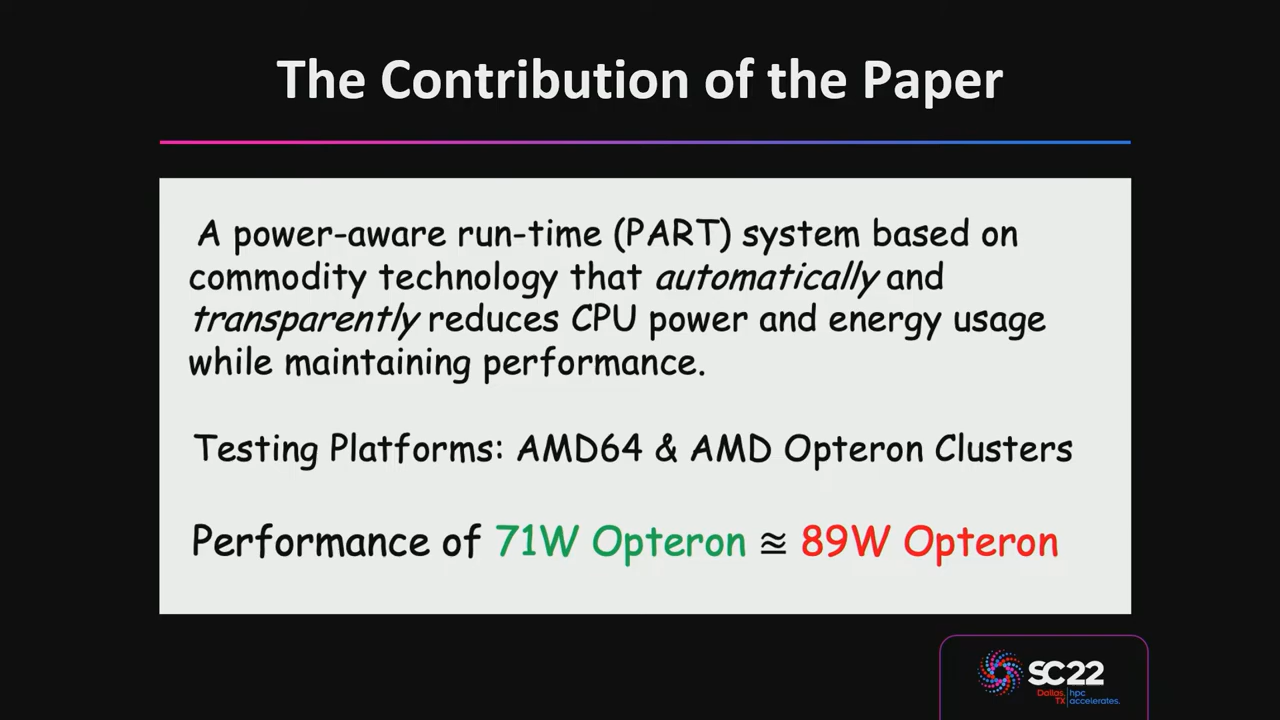 The Contribution of the Paper
A power-aware run-time (PART) system based on
commodity technology that automatically and
transparently reduces CPU power and energy usage
while maintaining performance.
Testing Platforms: AMD64 & AMD Opteron Clusters
Performance of 71W Opteron ≊ 89W Opteron
SC22
Dallas, TX
hpc accelerates.